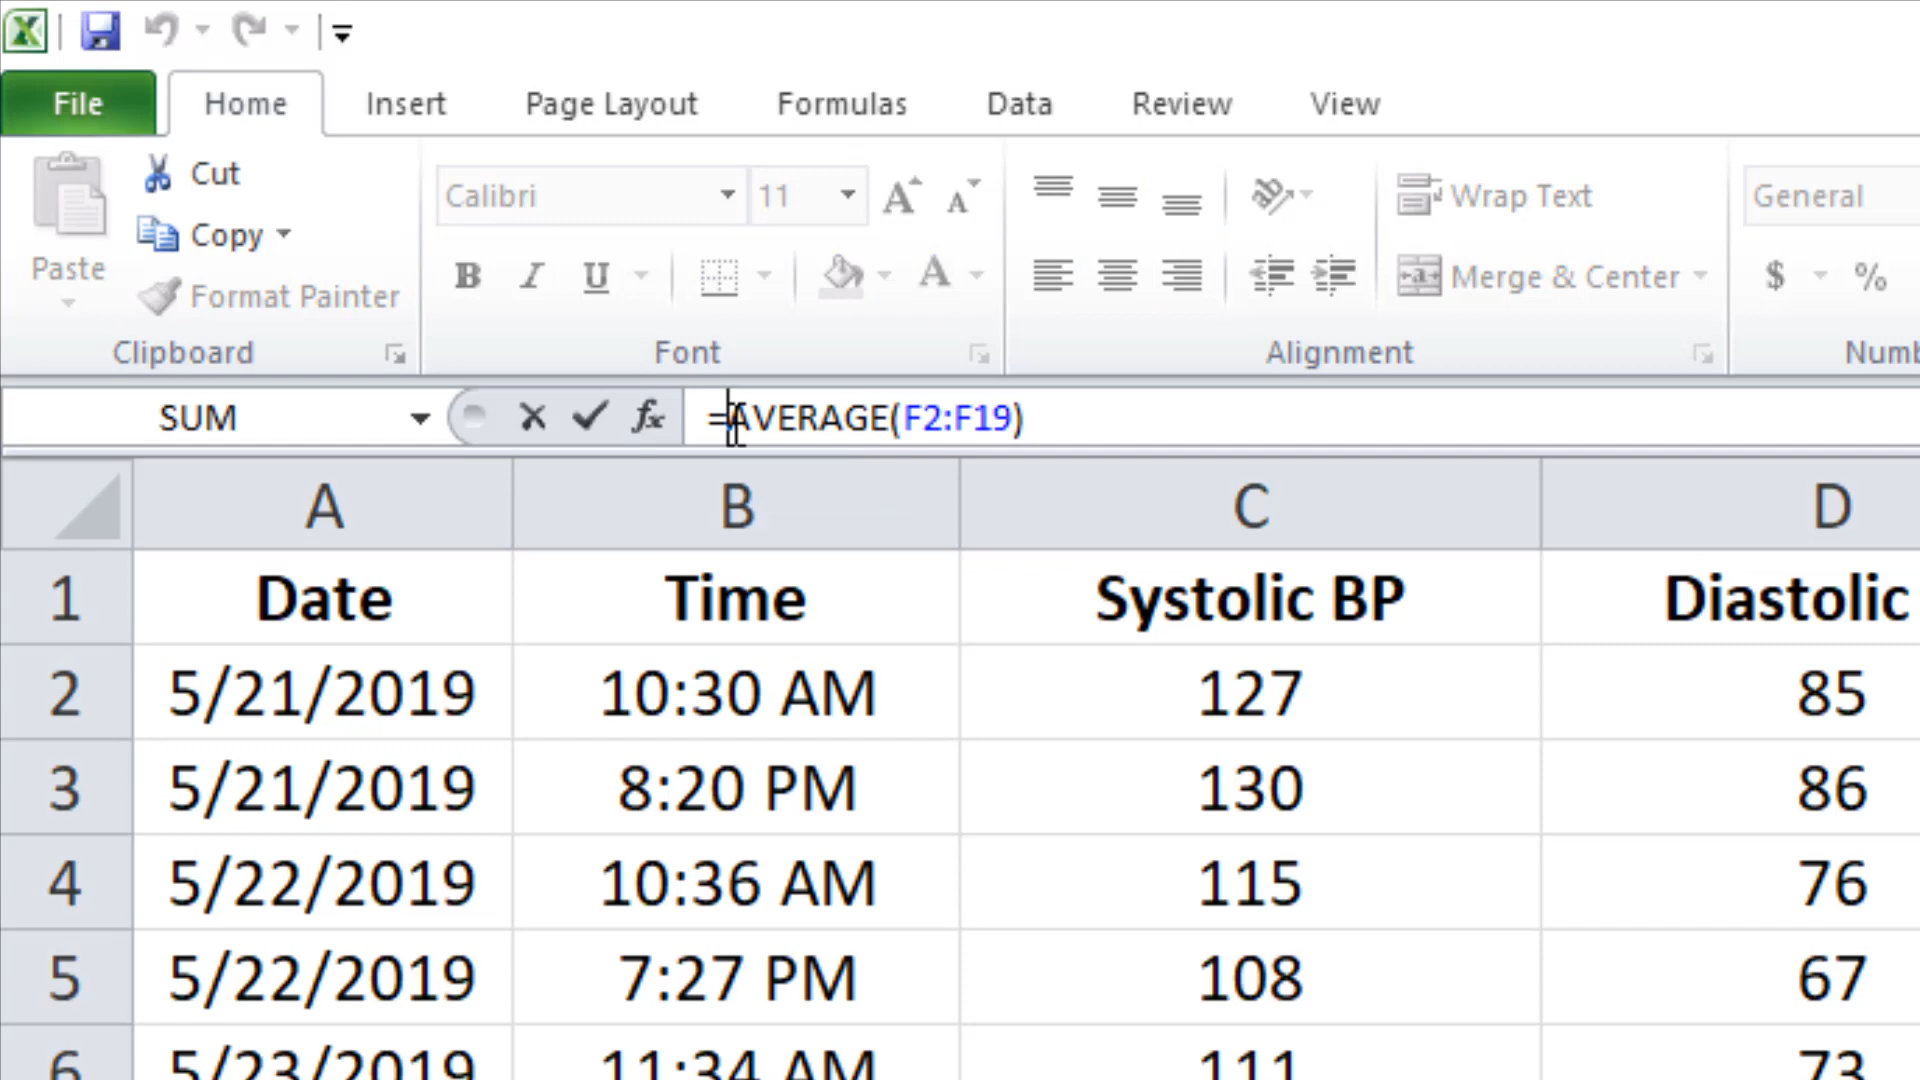 File Home Insert Page Layout Formulas Data Review View
Cut
Copy
Paste
Format Painter
Clipboard
Calibri 11
B I U A
Font
Wrap Text
Merge & Center
Alignment
General
$ %
SUM fx =AVERAGE(F2:F19)
A B C D
1 Date Time Systolic BP Diastolic
2 5/21/2019 10:30 AM 127 85
3 5/21/2019 8:20 PM 130 86
4 5/22/2019 10:36 AM 115 76
5 5/22/2019 7:27 PM 108 67
6 5/23/2019 11:34 AM 111 73